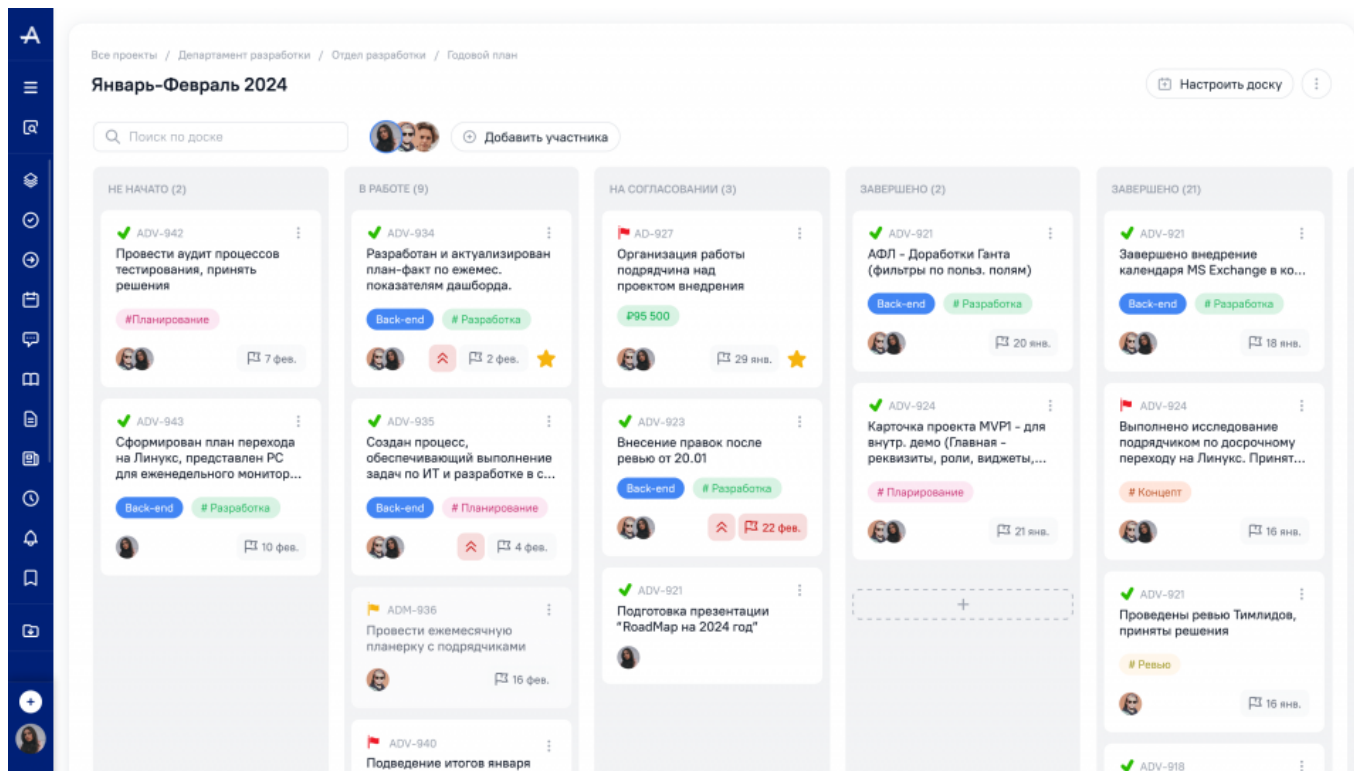 Все проекты / Департамент разработки / Отдел разработки / Годовой план
Январь-Февраль 2024
Настроить доску
Поиск по доске
Добавить участника
НЕ НАЧАТО (2)
ADV-942
Провести аудит процессов
тестирования, принять
решения
#Планирование
7 фев.
ADV-943
Сформирован план перехода
на Линукс, представлен РС
для еженедельного монитор...
Back-end # Разработка
10 фев.
В РАБОТЕ (9)
ADV-934
Разработан и актуализирован
план-факт по ежемес.
показателям дашборда.
Back-end # Разработка
2 фев.
ADV-935
Создан процесс,
обеспечивающий выполнение
задач по ИТ и разработке в с...
Back-end # Планирование
4 фев.
ADM-936
Провести ежемесячную
планерку с подрядчиками
16 фев.
ADV-940
Подведение итогов января
НА СОГЛАСОВАНИИ (3)
AD-927
Организация работы
подрядчина над
проектом внедрения
₽95 500
29 янв.
ADV-923
Внесение правок после
ревью от 20.01
Back-end # Разработка
22 фев.
ADV-921
Подготовка презентации
"RoadMap на 2024 год"
ЗАВЕРШЕНО (2)
ADV-921
АФЛ - Доработки Ганта
(фильтры по польз. полям)
Back-end # Разработка
20 янв.
ADV-924
Карточка проекта MVP1 - для
внутр. демо (Главная -
реквизиты, роли, виджеты,...
# Пларирование
21 янв.
ЗАВЕРШЕНО (21)
ADV-921
Завершено внедрение
календаря MS Exchange в ко...
Back-end # Разработка
18 янв.
ADV-924
Выполнено исследование
подрядчиком по досрочному
переходу на Линукс. Принят...
# Концепт
16 янв.
ADV-921
Проведены ревью Тимлидов,
приняты решения
# Ревью
16 янв.
ADV-918